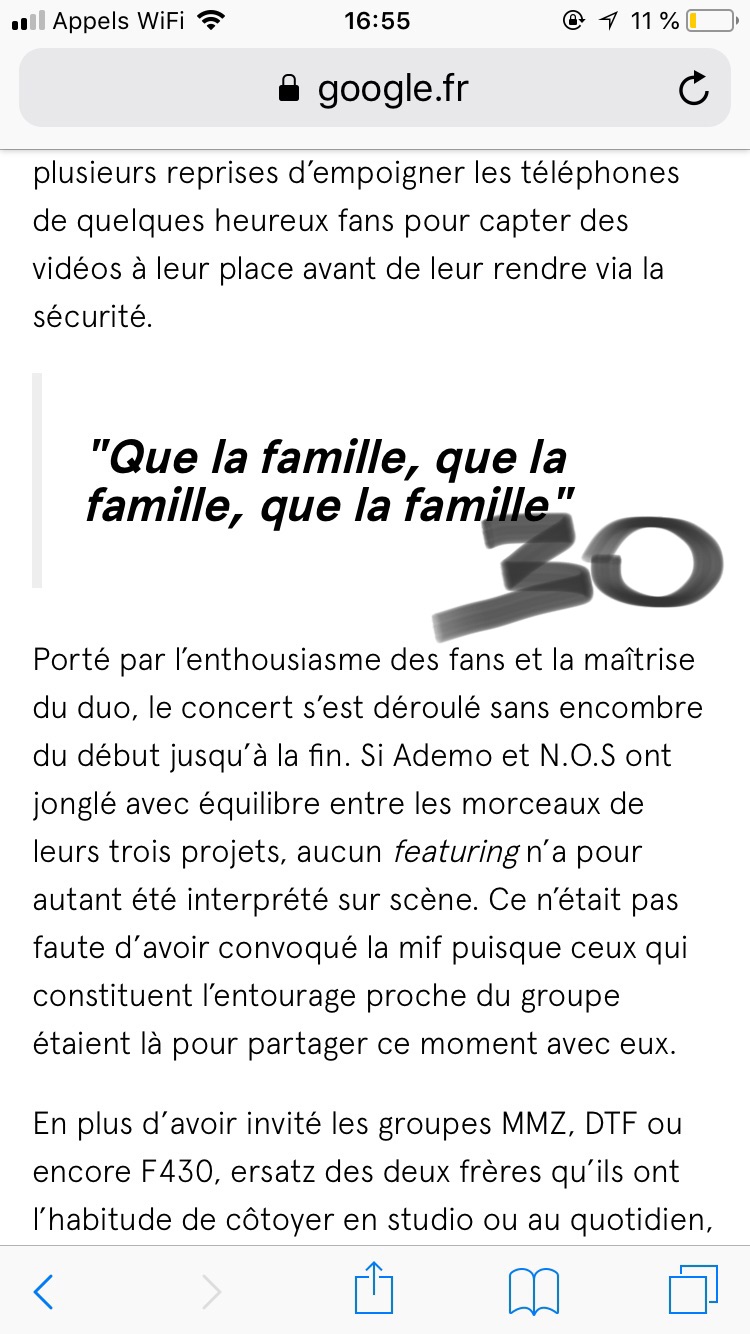 Appels WiFi 16:55 11 %
google.fr
plusieurs reprises d'empoigner les téléphones
de quelques heureux fans pour capter des
vidéos à leur place avant de leur rendre via la
sécurité.
"Que la famille, que la
famille, que la famille"
30
Porté par l'enthousiasme des fans et la maîtrise
du duo, le concert s'est déroulé sans encombre
du début jusqu'à la fin. Si Ademo et N.O.S ont
jonglé avec équilibre entre les morceaux de
leurs trois projets, aucun featuring n'a pour
autant été interprété sur scène. Ce n'était pas
faute d'avoir convoqué la mif puisque ceux qui
constituent l'entourage proche du groupe
étaient là pour partager ce moment avec eux.
En plus d'avoir invité les groupes MMZ, DTF ou
encore F430, ersatz des deux frères qu'ils ont
l'habitude de côtoyer en studio ou au quotidien,